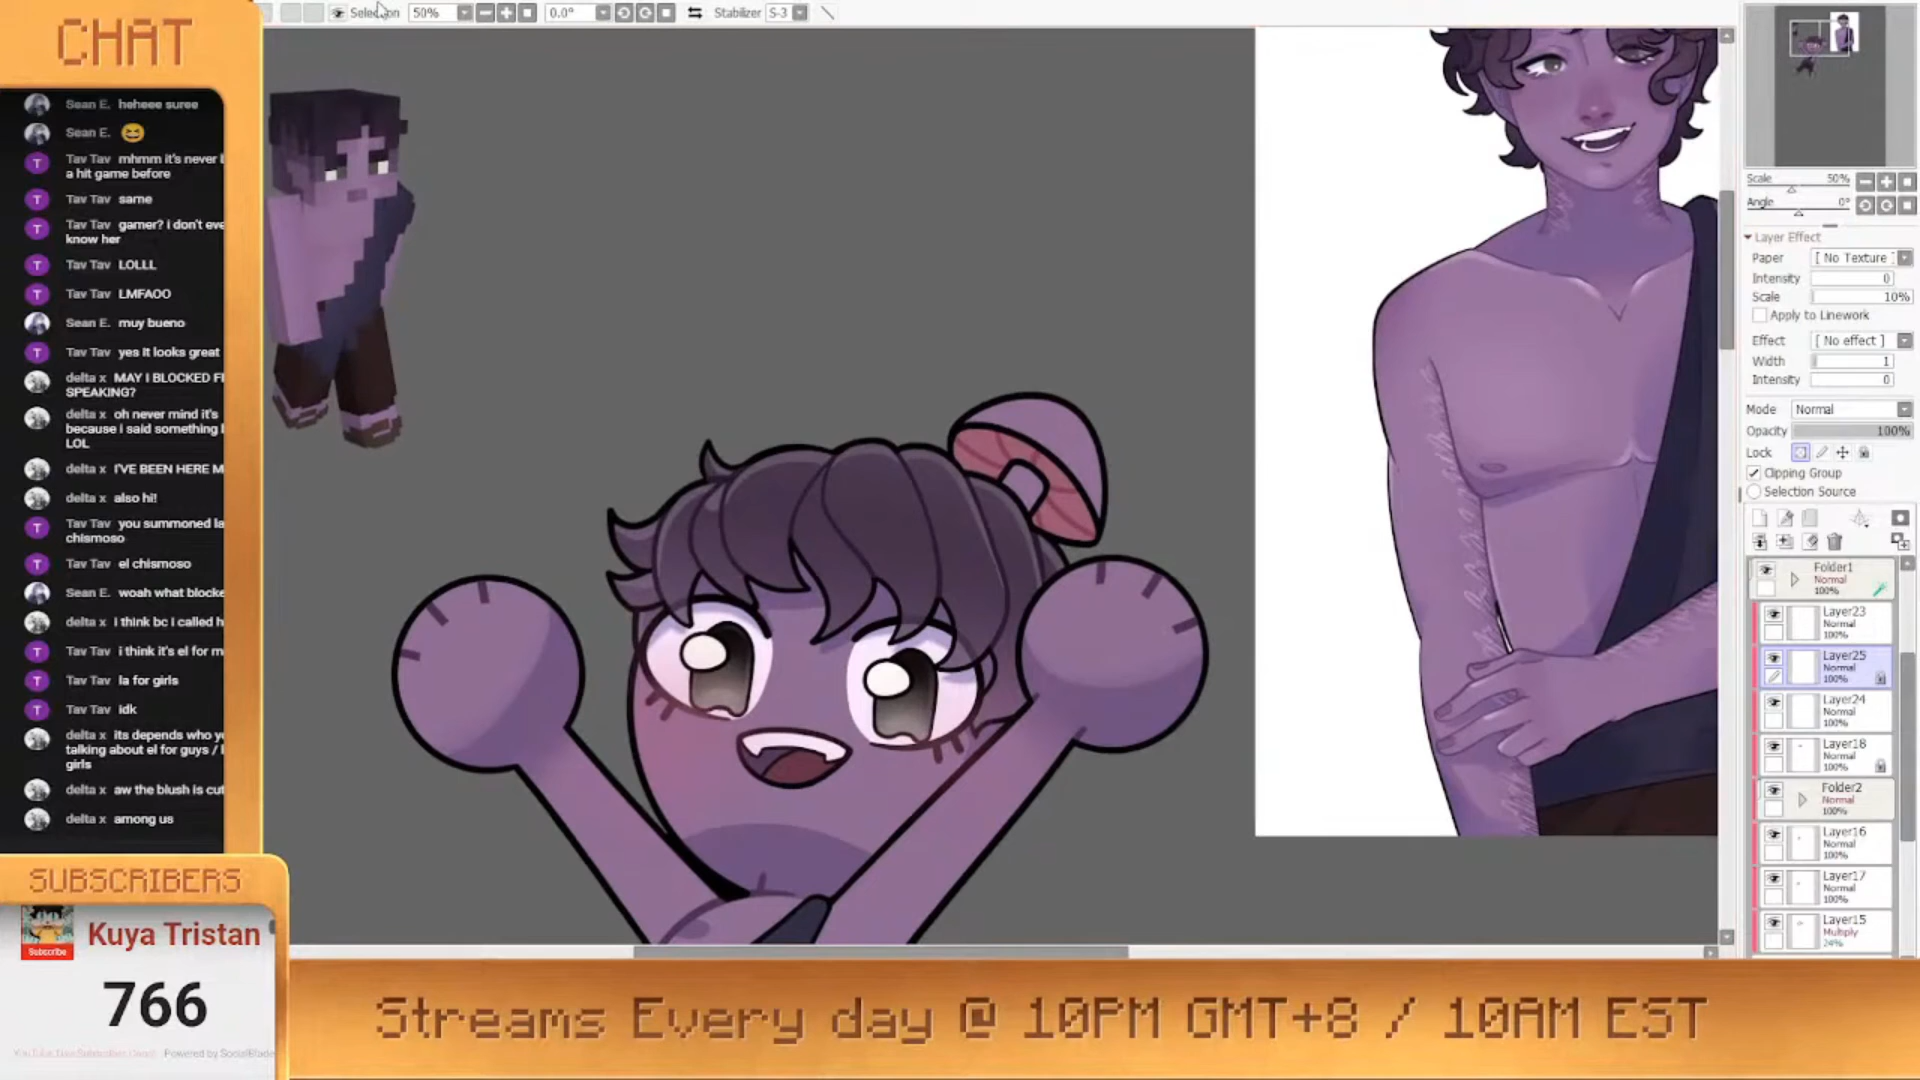 CHAT
Selection 50% 0.0° Stabilizer S-3
Sean E. heheee suree
Sean E.
T Tav Tav mhmm it's never
a hit game before
T Tav Tav same
T Tav Tav gamer? i don't eve
know her
T Tav Tav LOLLL
T Tav Tav LMFAOO
Sean E. muy bueno
T Tav Tav yes it looks great
delta x MAY I BLOCKED F
SPEAKING?
delta x oh never mind it's
because i said something
LOL
delta x I'VE BEEN HERE M
delta x also hi!
T Tav Tav you summoned la
chismoso
T Tav Tav el chismoso
Sean E. woah what blocke
delta x i think bc i called h
T Tav Tav i think it's el for m
T Tav Tav la for girls
T Tav Tav idk
delta x its depends who y
talking about el for guys /
girls
delta x aw the blush is cu
delta x among us
SUBSCRIBERS
Kuya Tristan
Subscribe
766
Powered by SocialBlade
Streams Every day @ 10PM GMT+8 / 10AM EST
Scale 50%
Angle 0°
Layer Effect
Paper [ No Texture ]
Intensity 0
Scale 10%
Apply to Linework
Effect [ No effect ]
Width 1
Intensity 0
Mode Normal
Opacity 100%
Lock
Clipping Group
Selection Source
Folder1
Normal
100%
Layer23
Normal
100%
Layer25
Normal
100%
Layer24
Normal
100%
Layer18
Normal
100%
Folder2
Normal
100%
Layer16
Normal
100%
Layer17
Normal
100%
Layer15
Multiply
24%